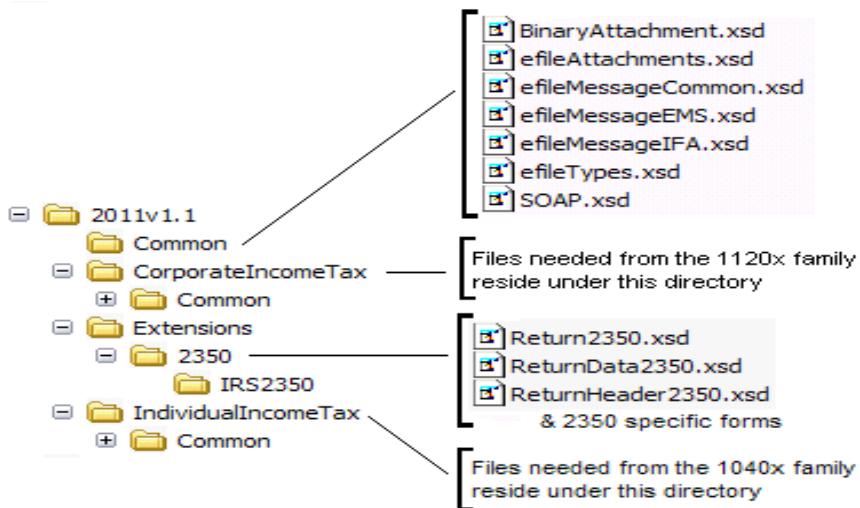 BinaryAttachment.xsd
efileAttachments.xsd
efileMessageCommon.xsd
efileMessageEMS.xsd
efileMessageIFA.xsd
efileTypes.xsd
SOAP.xsd
2011v1.1
Common
CorporateIncomeTax
Common
Extensions
2350
IRS2350
IndividualIncomeTax
Common
Files needed from the 1120x family
reside under this directory
Return2350.xsd
ReturnData2350.xsd
ReturnHeader2350.xsd
& 2350 specific forms
Files needed from the 1040x family
reside under this directory